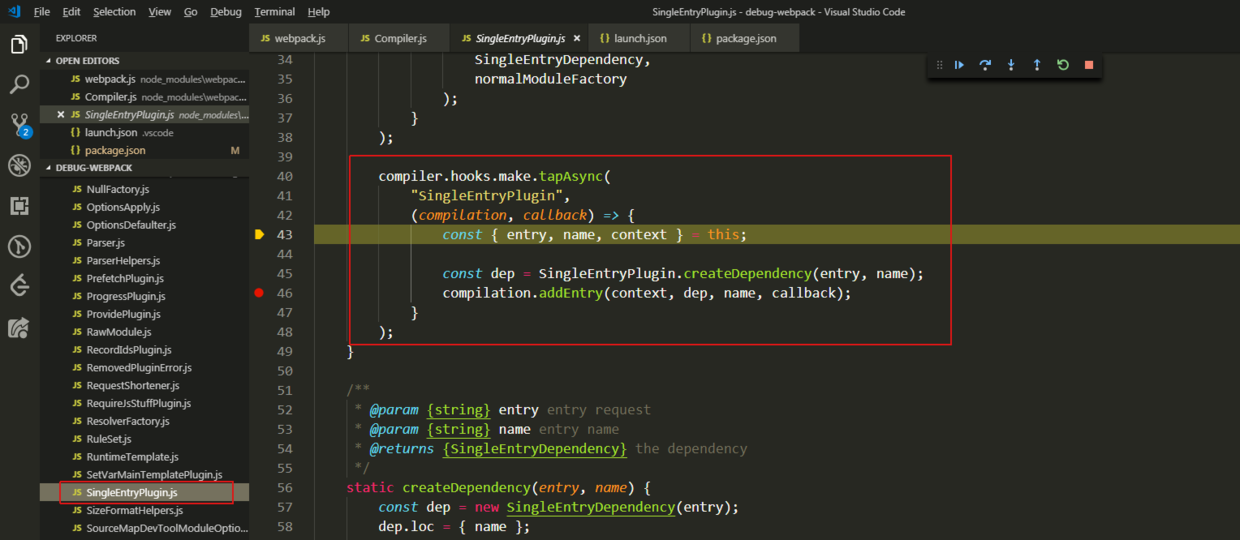 File Edit Selection View Go Debug Terminal Help
SingleEntryPlugin.js - debug-webpack - Visual Studio Code
EXPLORER
OPEN EDITORS
JS webpack.js node_modules\webpac...
JS Compiler.js node_modules\webpac...
× JS SingleEntryPlugin.js node_modules\...
{} launch.json .vscode
{} package.json M
2
DEBUG-WEBPACK
JS NullFactory.js
JS OptionsApply.js
JS OptionsDefaulter.js
JS Parser.js
JS ParserHelpers.js
JS PrefetchPlugin.js
JS ProgressPlugin.js
JS ProvidePlugin.js
JS RawModule.js
JS RecordIdsPlugin.js
JS RemovedPluginError.js
JS RequestShortener.js
JS RequireJsStuffPlugin.js
JS ResolverFactory.js
JS RuleSet.js
JS RuntimeTemplate.js
JS SetVarMainTemplatePlugin.js
JS SingleEntryPlugin.js
JS SizeFormatHelpers.js
JS SourceMapDevToolModuleOptio...
JS webpack.js JS Compiler.js JS SingleEntryPlugin.js × {} launch.json {} package.json
34 SingleEntryDependency,
35 normalModuleFactory
36 );
37 }
38 );
39
40 compiler.hooks.make.tapAsync(
41 "SingleEntryPlugin",
42 (compilation, callback) => {
43 const { entry, name, context } = this;
44
45 const dep = SingleEntryPlugin.createDependency(entry, name);
46 compilation.addEntry(context, dep, name, callback);
47 }
48 );
49 }
50
51 /**
52 * @param {string} entry entry request
53 * @param {string} name entry name
54 * @returns {SingleEntryDependency} the dependency
55 */
56 static createDependency(entry, name) {
57 const dep = new SingleEntryDependency(entry);
58 dep.loc = { name };